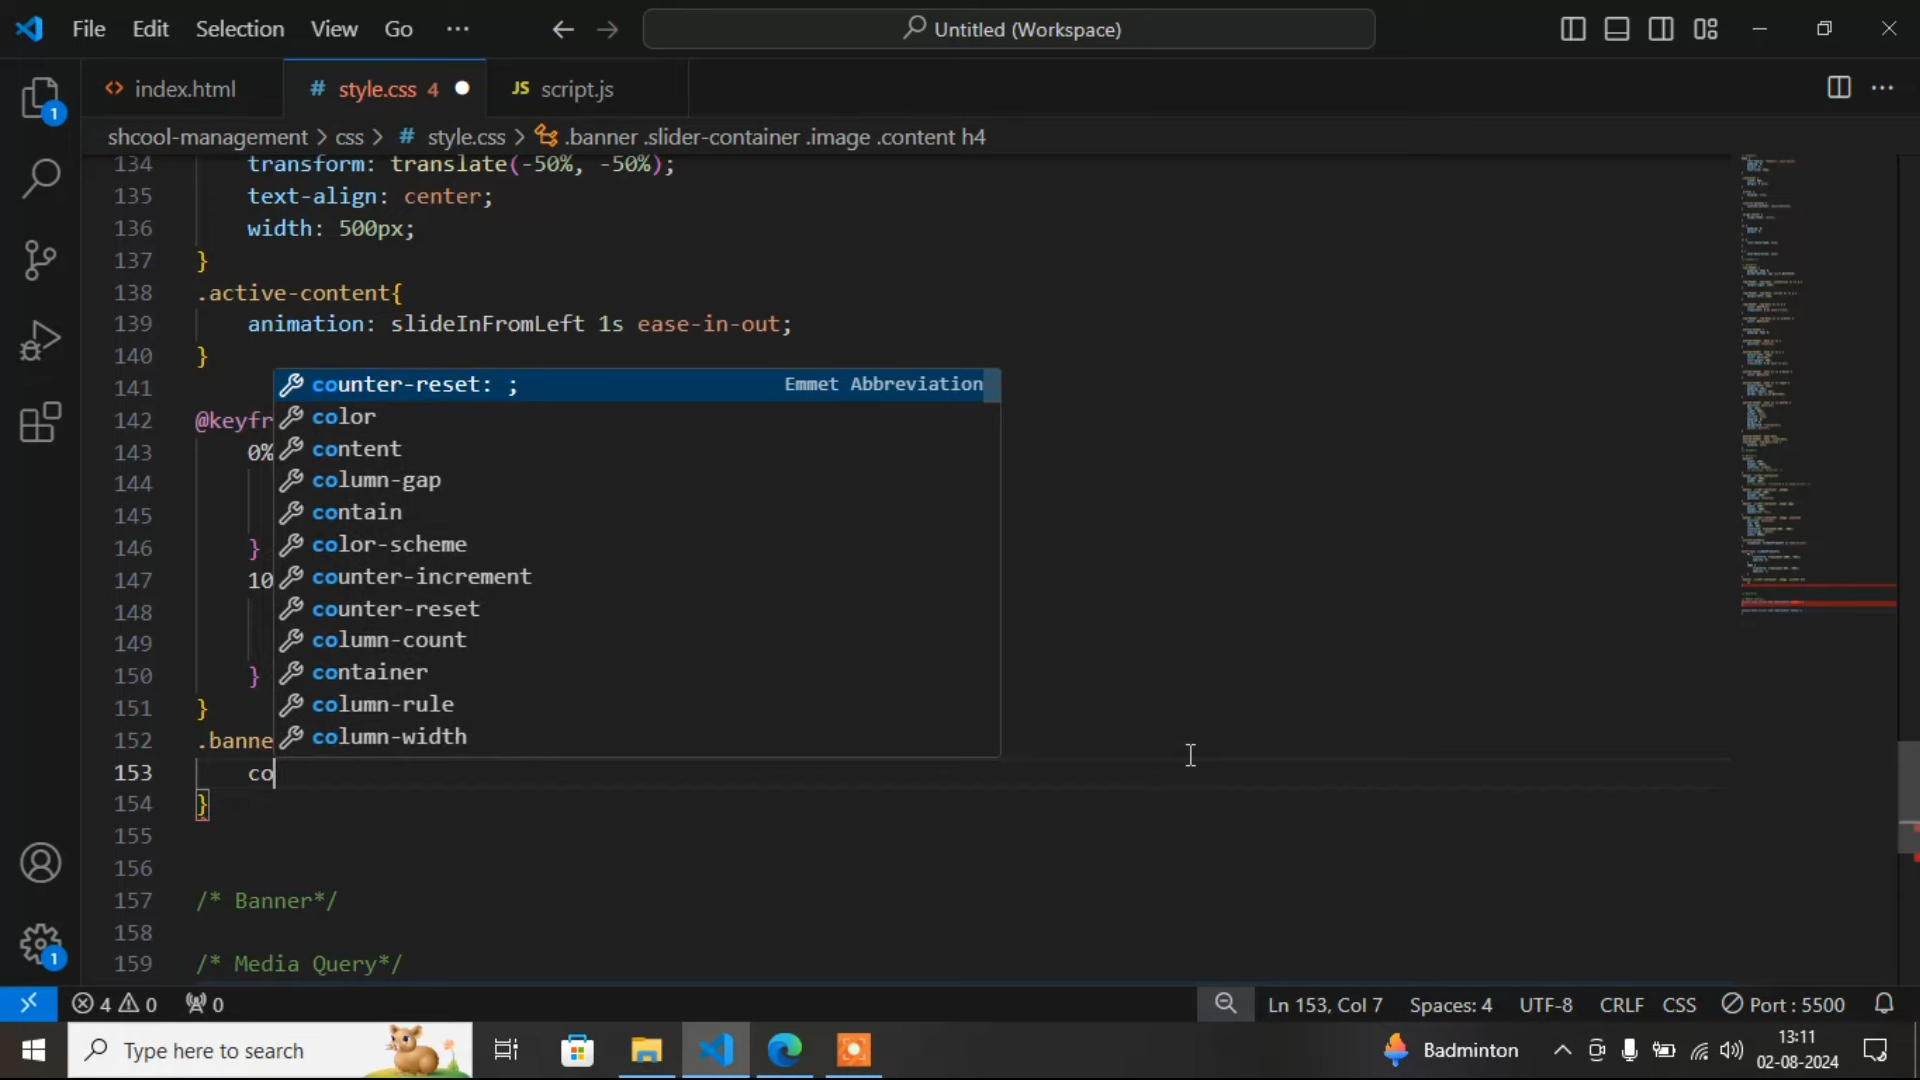 File Edit Selection View Go ··· Untitled (Workspace)
index.html # style.css 4 JS script.js
shcool-management > css > # style.css > .banner .slider-container .image .content h4
134 transform: translate(-50%, -50%);
135 text-align: center;
136 width: 500px;
137 }
138 .active-content{
139 animation: slideInFromLeft 1s ease-in-out;
140 }
141 counter-reset: ; Emmet Abbreviation
color
142 @keyfr
content
143 0%
column-gap
144
contain
145
color-scheme
146 }
counter-increment
147 10
counter-reset
148
column-count
149
container
150 }
column-rule
151 }
column-width
152 .banne
153 co
154 }
155
156
157 /* Banner*/
158
159 /* Media Query*/
1
1
4 0 0 Ln 153, Col 7 Spaces: 4 UTF-8 CRLF CSS Port : 5500
Type here to search Badminton 13:11
02-08-2024